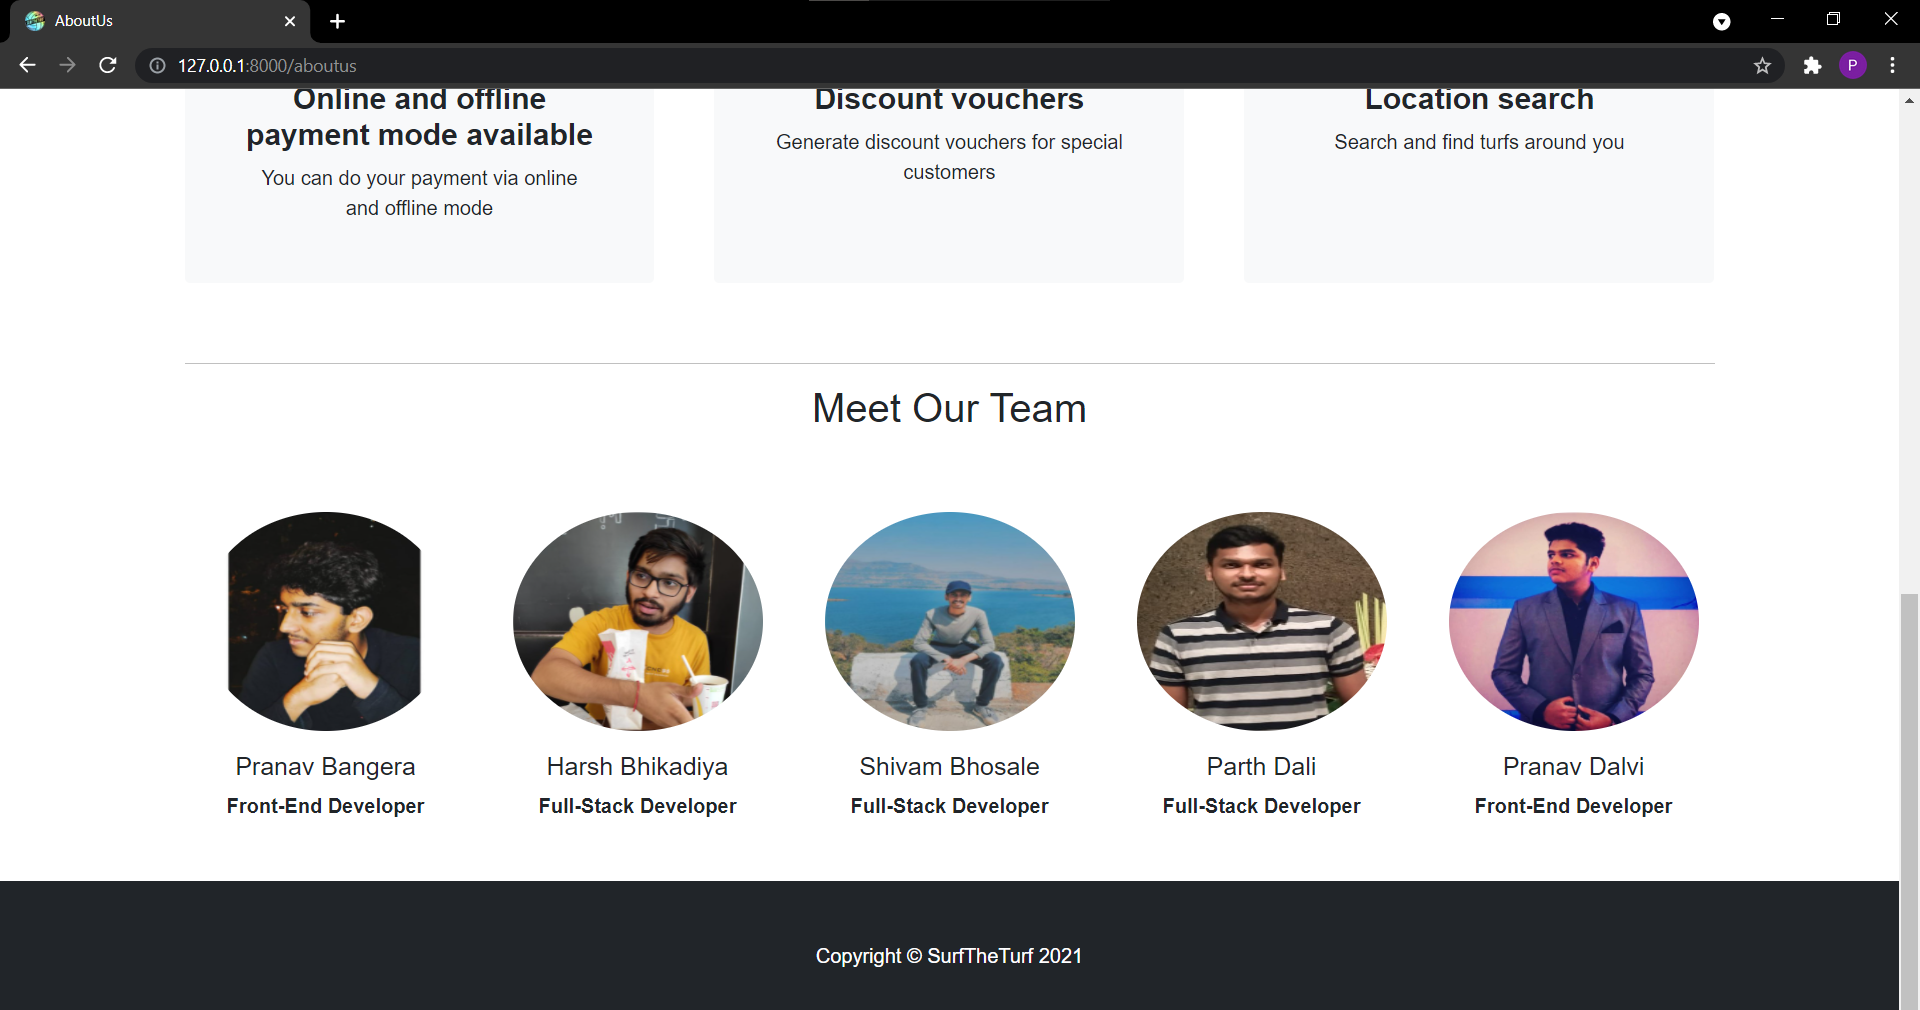 AboutUs
127.0.0.1:8000/aboutus
P
Online and offline
payment mode available
You can do your payment via online
and offline mode
Discount vouchers
Generate discount vouchers for special
customers
Location search
Search and find turfs around you
Meet Our Team
Pranav Bangera
Front-End Developer
Harsh Bhikadiya
Full-Stack Developer
Shivam Bhosale
Full-Stack Developer
Parth Dali
Full-Stack Developer
Pranav Dalvi
Front-End Developer
Copyright © SurfTheTurf 2021